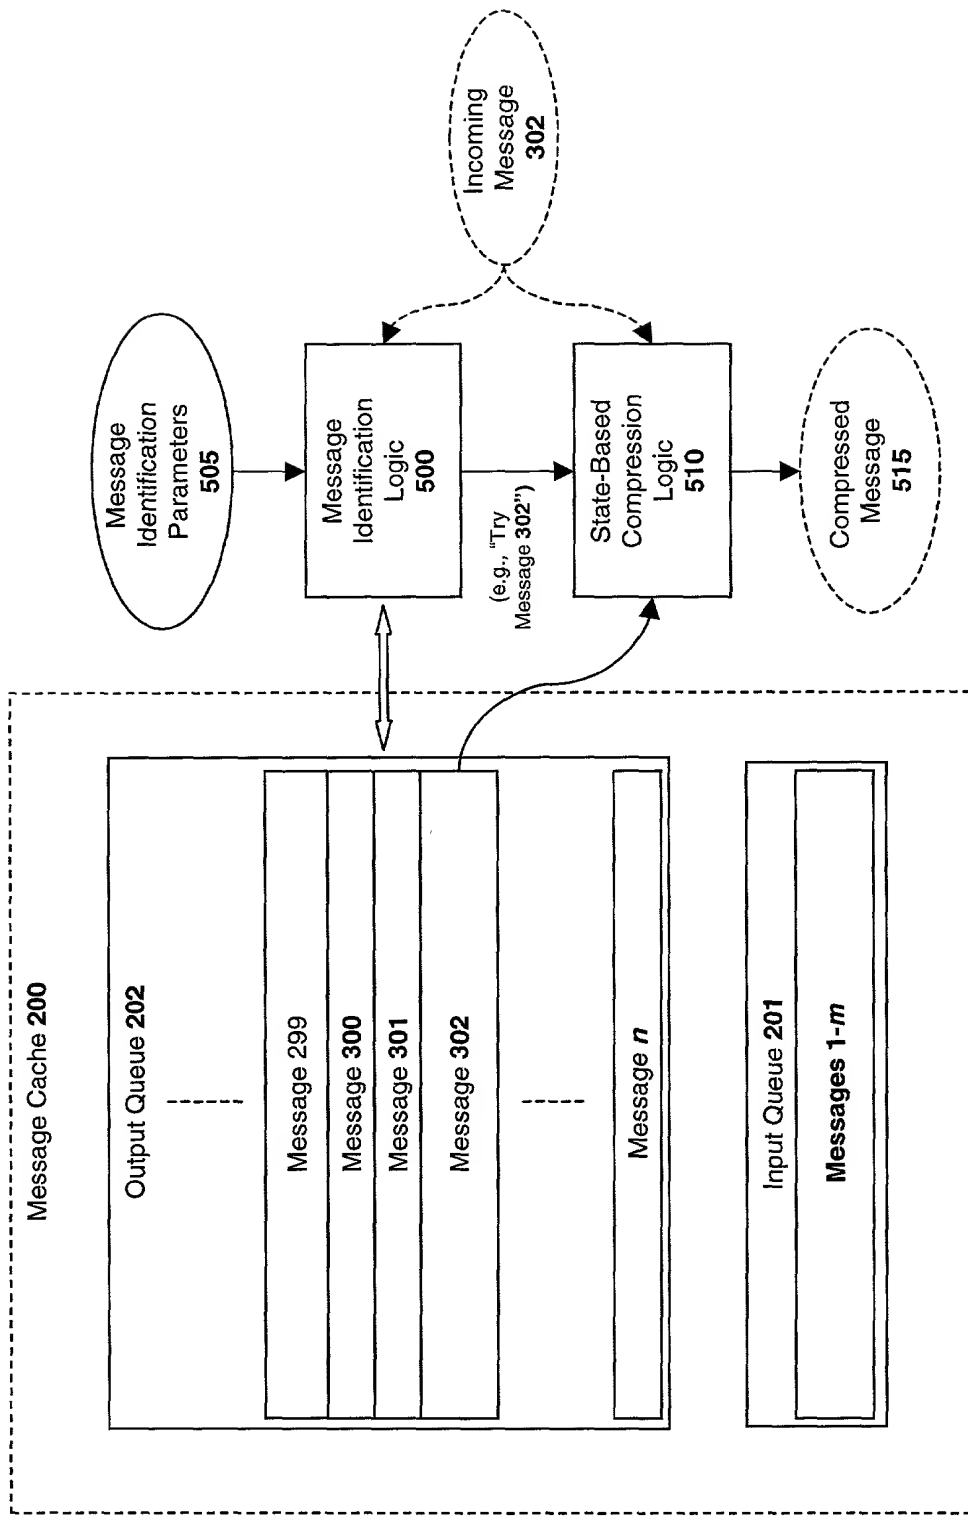 Message Cache 200
Output Queue 202
Message 299
Message 300
Message 301
Message 302
Message n
Input Queue 201
Messages 1-m
Message
Identification
Parameters
505
Message
Identification
Logic
500
(e.g., "Try
Message 302")
State-Based
Compression
Logic
510
Compressed
Message
515
Incoming
Message
302